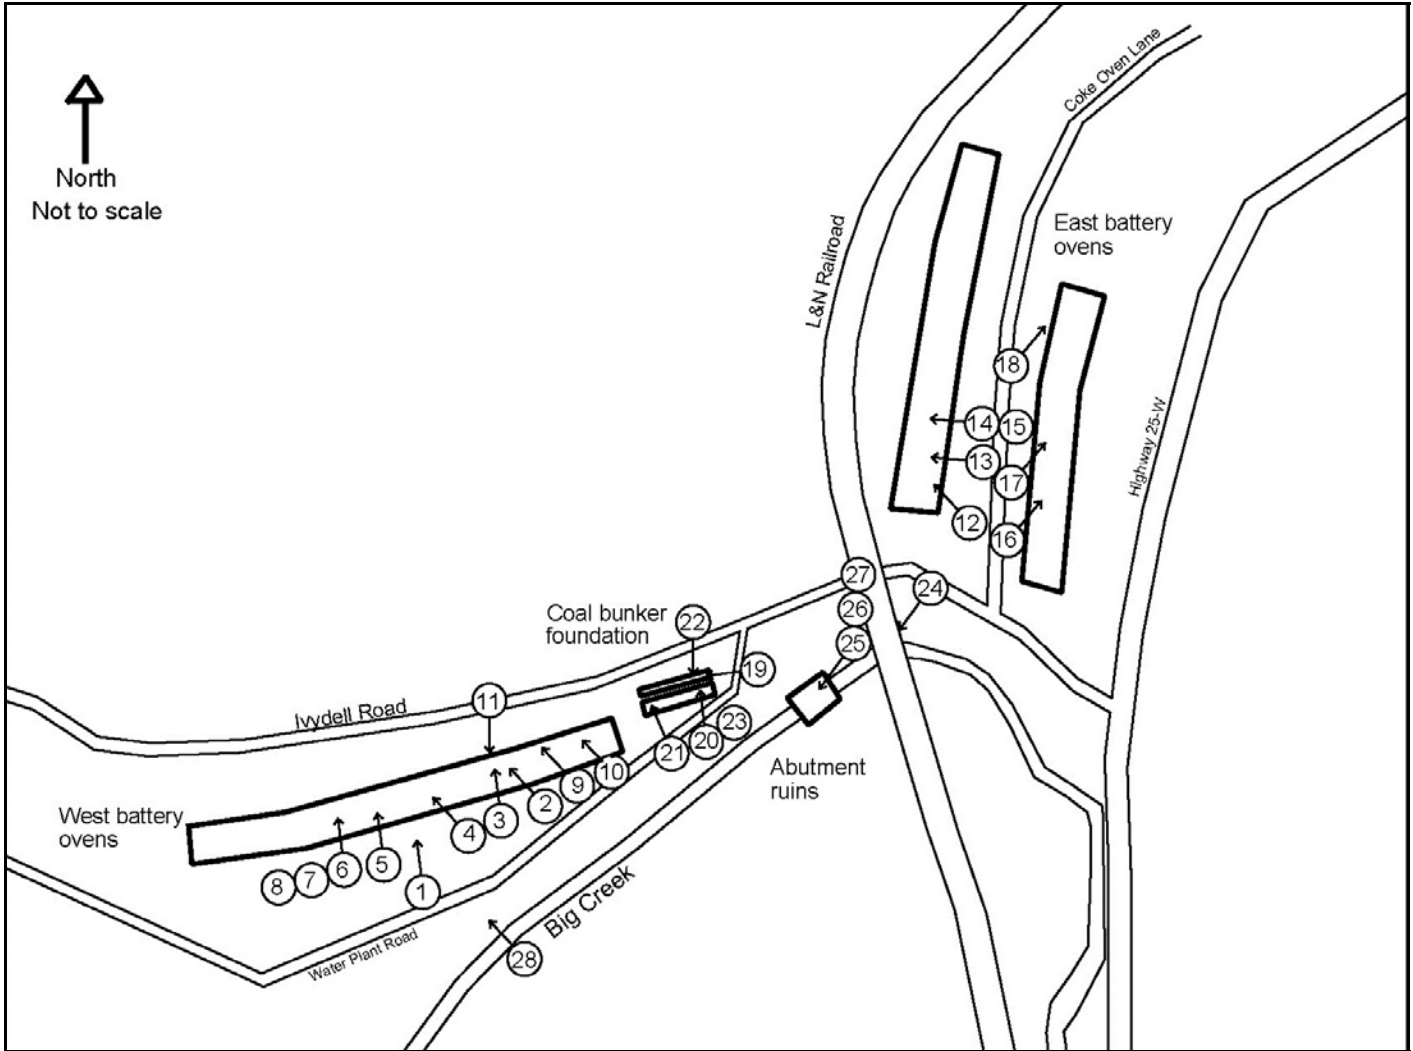 North
Not to scale
Coke Oven Lane
L&N Railroad
East battery
ovens
18
Highway 25-W
14
15
13
17
12
16
27
24
26
Coal bunker
foundation
22
25
19
11
Ivydell Road
23
20
21
10
9
Abutment
ruins
2
3
4
West battery
ovens
5
6
7
8
1
Big Creek
Water Plant Road
28